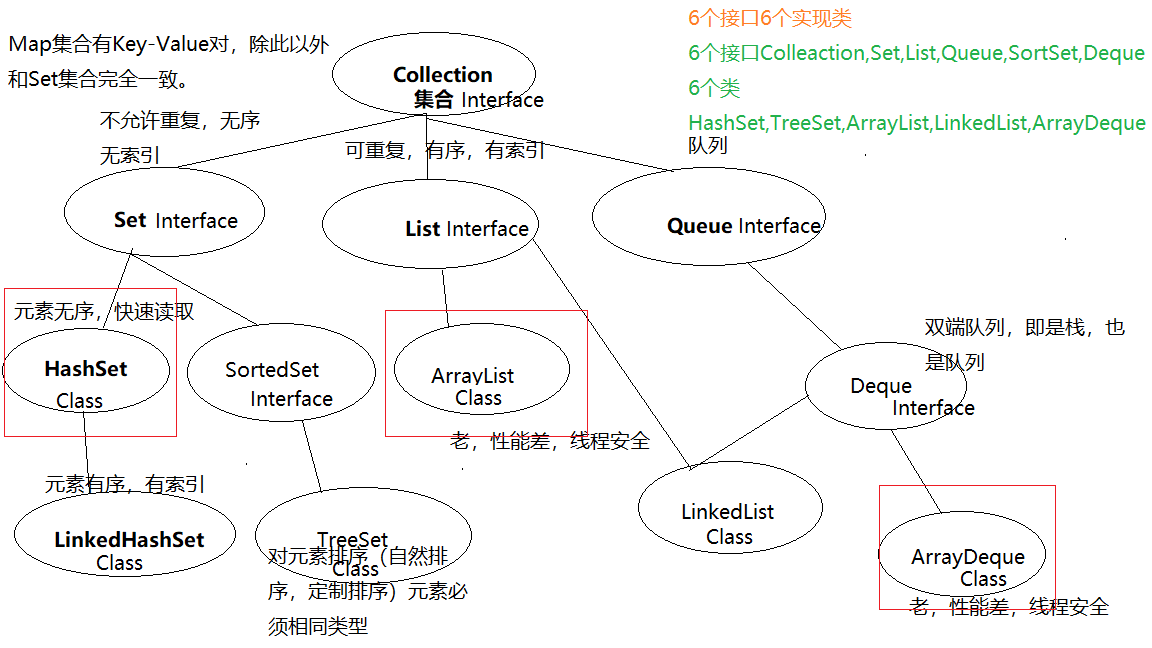 6个接口6个实现类
Map集合有Key-Value对，除此以外
和Set集合完全一致。
6个接口Colleaction,Set,List,Queue,SortSet,Deque
6个类
HashSet,TreeSet,ArrayList,LinkedList,ArrayDeque
Collection
集合 Interface
不允许重复，无序
无索引
可重复，有序，有索引
队列
Set Interface
List Interface
Queue Interface
元素无序，快速读取
HashSet
Class
SortedSet
Interface
ArrayList
Class
双端队列，即是栈，也
是队列
Deque
Interface
老，性能差，线程安全
元素有序，有索引
LinkedHashSet
Class
TreeSet
Class
对元素排序（自然排
序，定制排序）元素必
须相同类型
LinkedList
Class
ArrayDeque
Class
老，性能差，线程安全